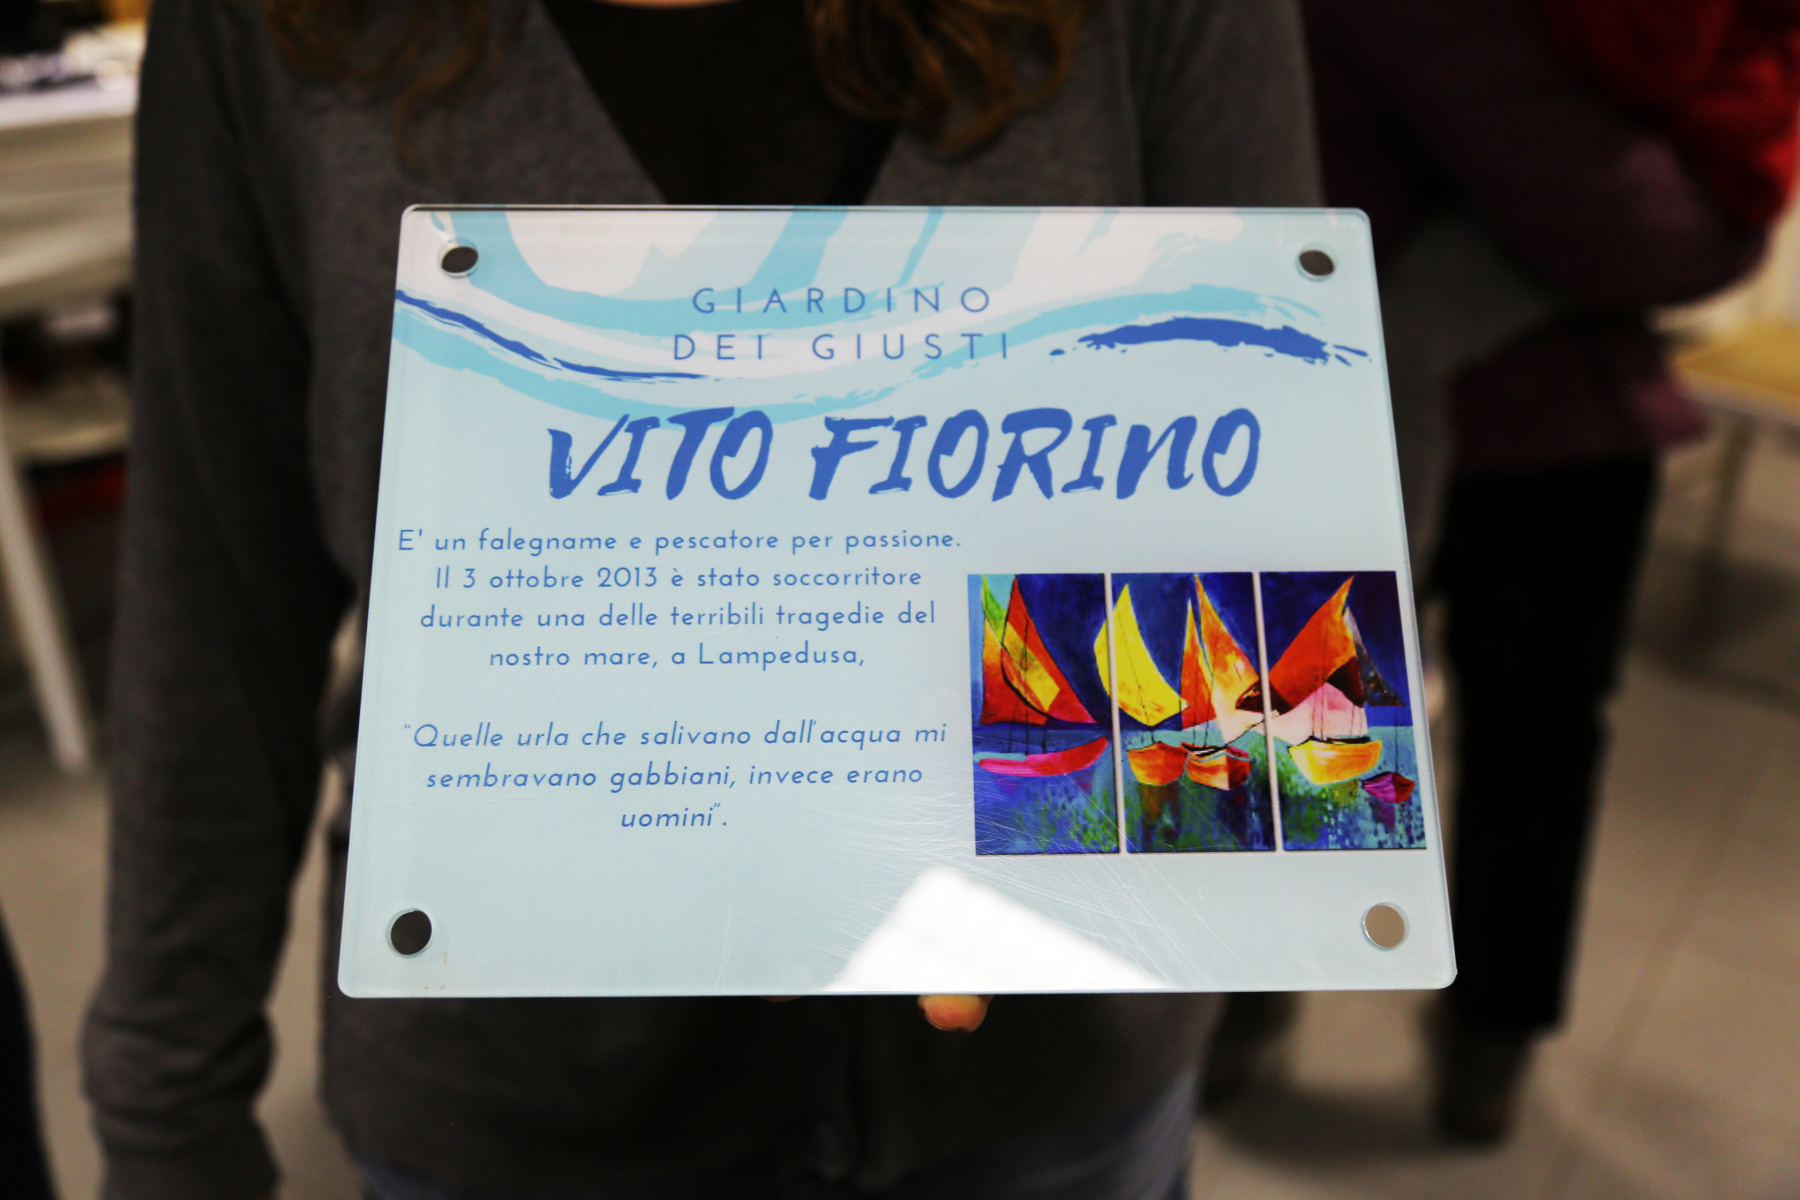 GIARDINO
DEI GIUSTI
VITO FIORINO
E' un falegname e pescatore per passione.
Il 3 ottobre 2013 è stato soccorritore
durante una delle terribili tragedie del
nostro mare, a Lampedusa,
"Quelle urla che salivano dall'acqua mi
sembravano gabbiani, invece erano
uomini".